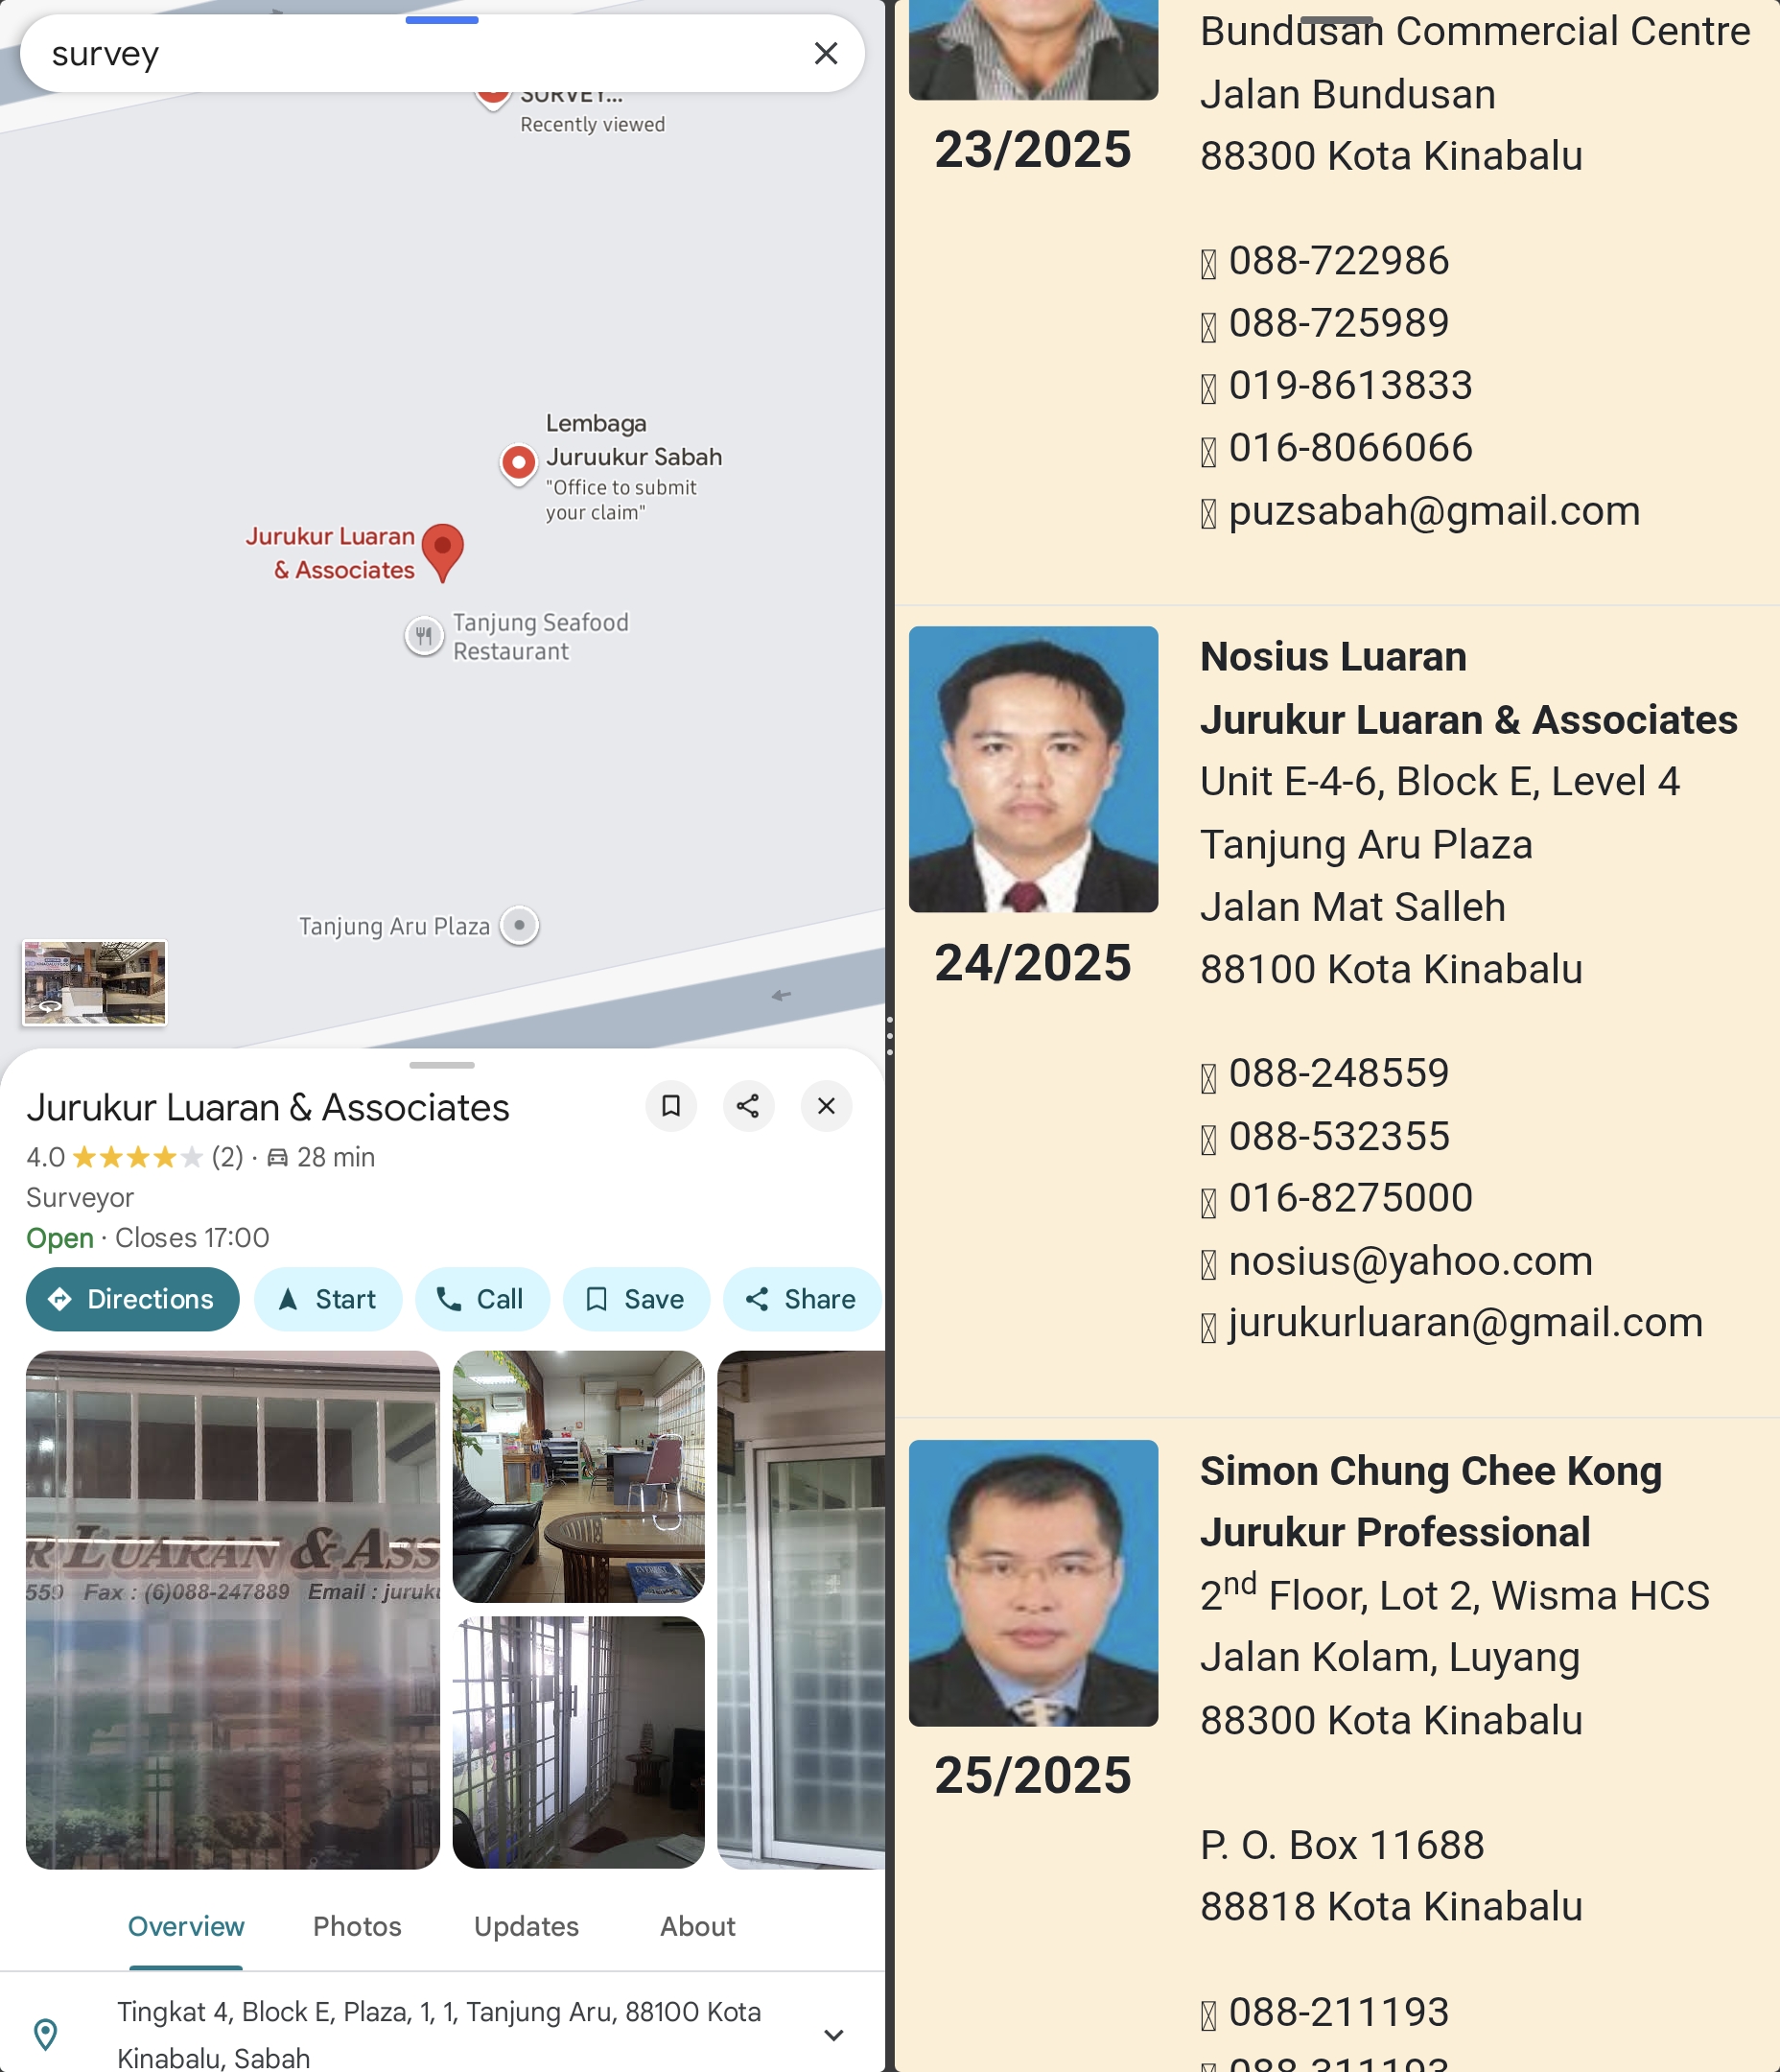 survey
SURVEY...
Recently viewed
Lembaga
Juruukur Sabah
"Office to submit
your claim"
Jurukur Luaran
& Associates
Tanjung Seafood
Restaurant
Tanjung Aru Plaza
Jurukur Luaran & Associates
4.0 (2) · 28 min
Surveyor
Open · Closes 17:00
Directions
Start
Call
Save
Share
R LUARAN & ASS
559 Fax : (6)088-247889 Email : juruk
Overview
Photos
Updates
About
Tingkat 4, Block E, Plaza, 1, 1, Tanjung Aru, 88100 Kota
Kinabalu, Sabah
Bundusan Commercial Centre
Jalan Bundusan
23/2025
88300 Kota Kinabalu
088-722986
088-725989
019-8613833
016-8066066
puzsabah@gmail.com
Nosius Luaran
Jurukur Luaran & Associates
Unit E-4-6, Block E, Level 4
Tanjung Aru Plaza
Jalan Mat Salleh
24/2025
88100 Kota Kinabalu
088-248559
088-532355
016-8275000
nosius@yahoo.com
jurukurluaran@gmail.com
Simon Chung Chee Kong
Jurukur Professional
2nd Floor, Lot 2, Wisma HCS
Jalan Kolam, Luyang
88300 Kota Kinabalu
25/2025
P. O. Box 11688
88818 Kota Kinabalu
088-211193
088-311193